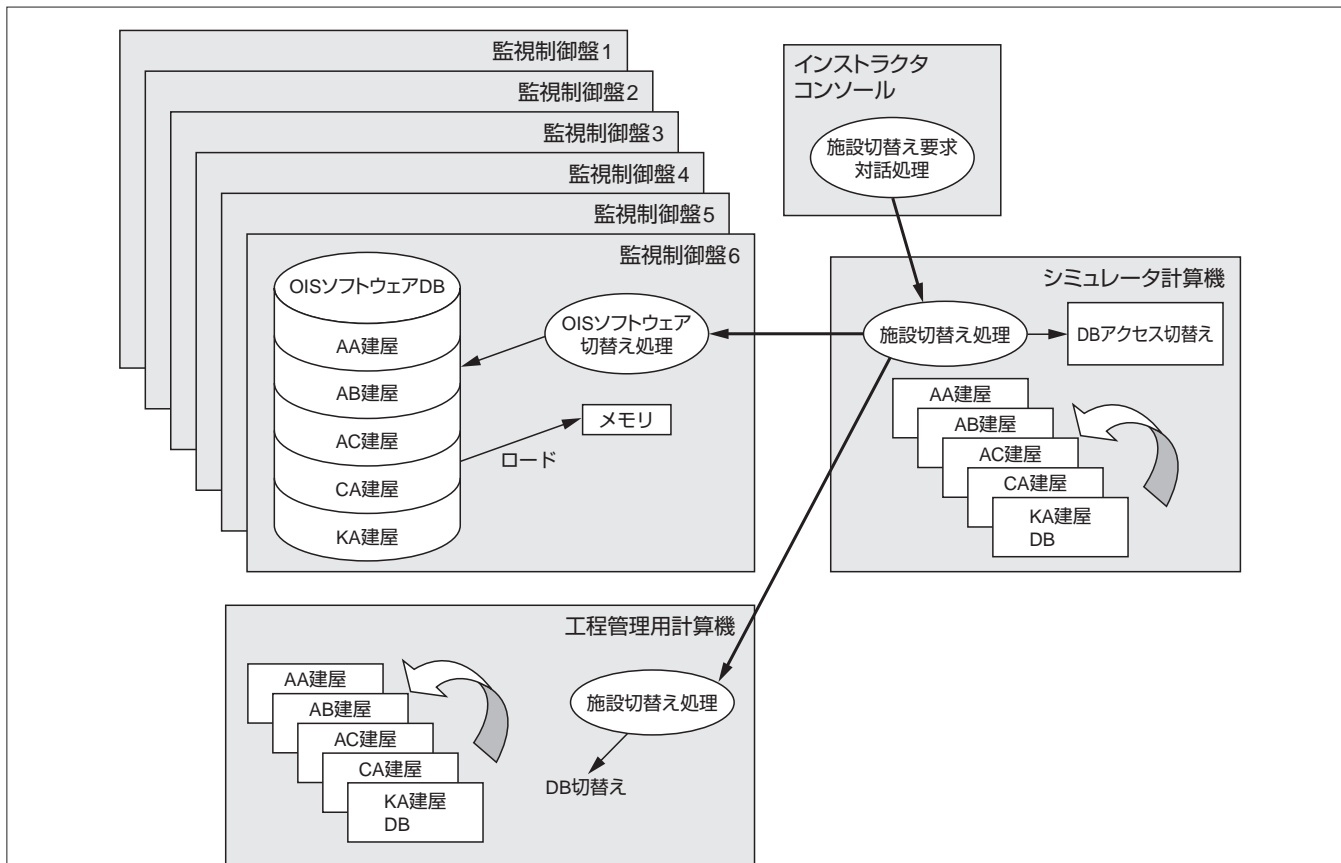 監視制御盤1
監視制御盤2
監視制御盤3
監視制御盤4
監視制御盤5
監視制御盤6
OISソフトウェアDB
AA建屋
AB建屋
AC建屋
CA建屋
KA建屋
OISソフトウェア
切替え処理
メモリ
ロード
インストラクタ
コンソール
施設切替え要求
対話処理
シミュレータ計算機
施設切替え処理
DBアクセス切替え
AA建屋
AB建屋
AC建屋
CA建屋
KA建屋
DB
工程管理用計算機
AA建屋
AB建屋
AC建屋
CA建屋
KA建屋
DB
施設切替え処理
DB切替え